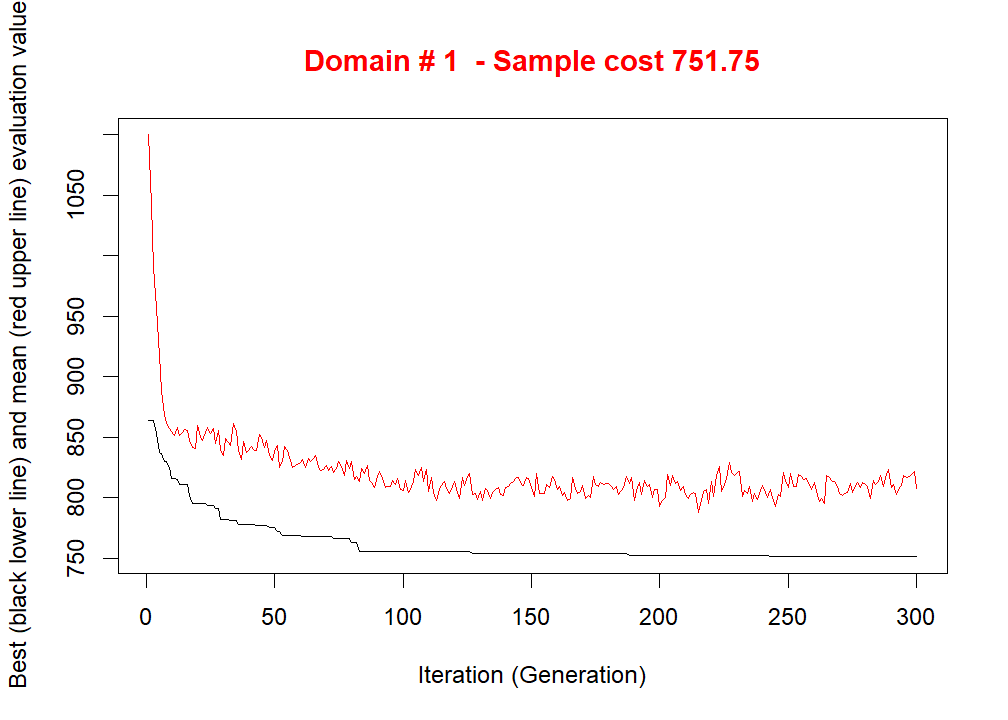 Domain # 1  - Sample cost 751.75
Best (black lower line) and mean (red upper line) evaluation value
1050
950
900
850
800
750
0 50 100 150 200 250 300
Iteration (Generation)